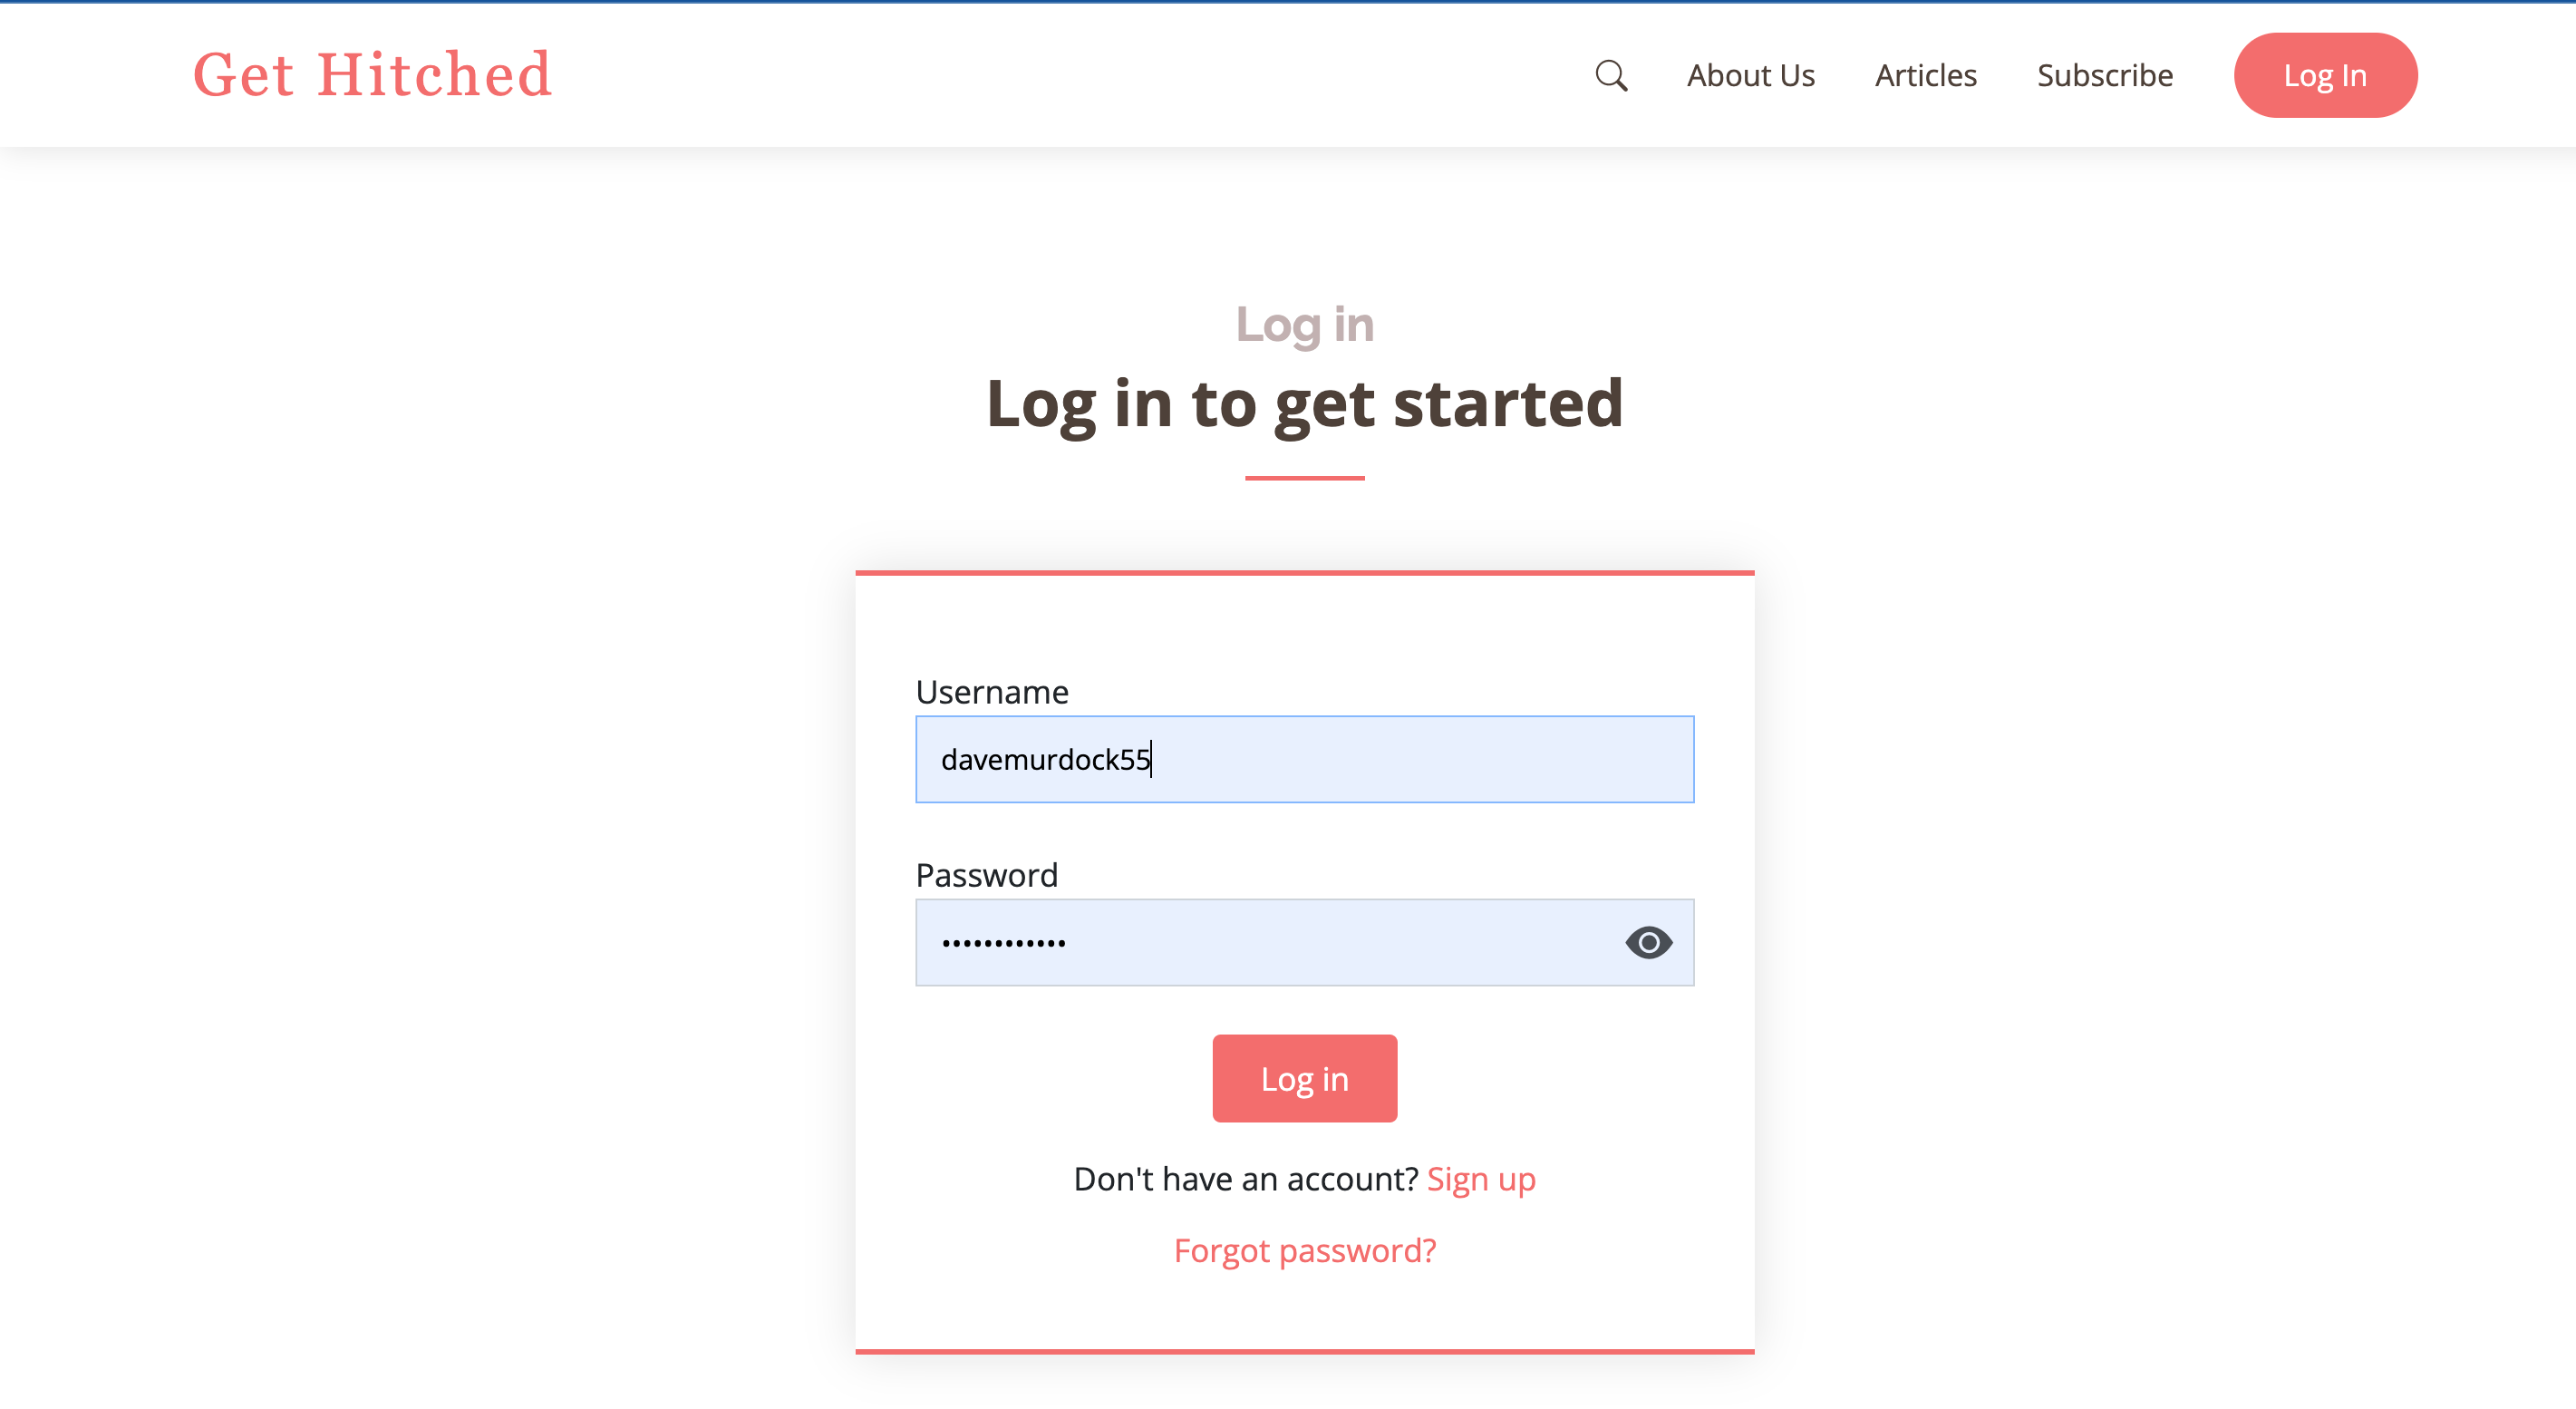 Get Hitched
About Us Articles Subscribe Log In
Log in
Log in to get started
Username
davemurdock55
Password
••••••••••••
Log in
Don't have an account? Sign up
Forgot password?